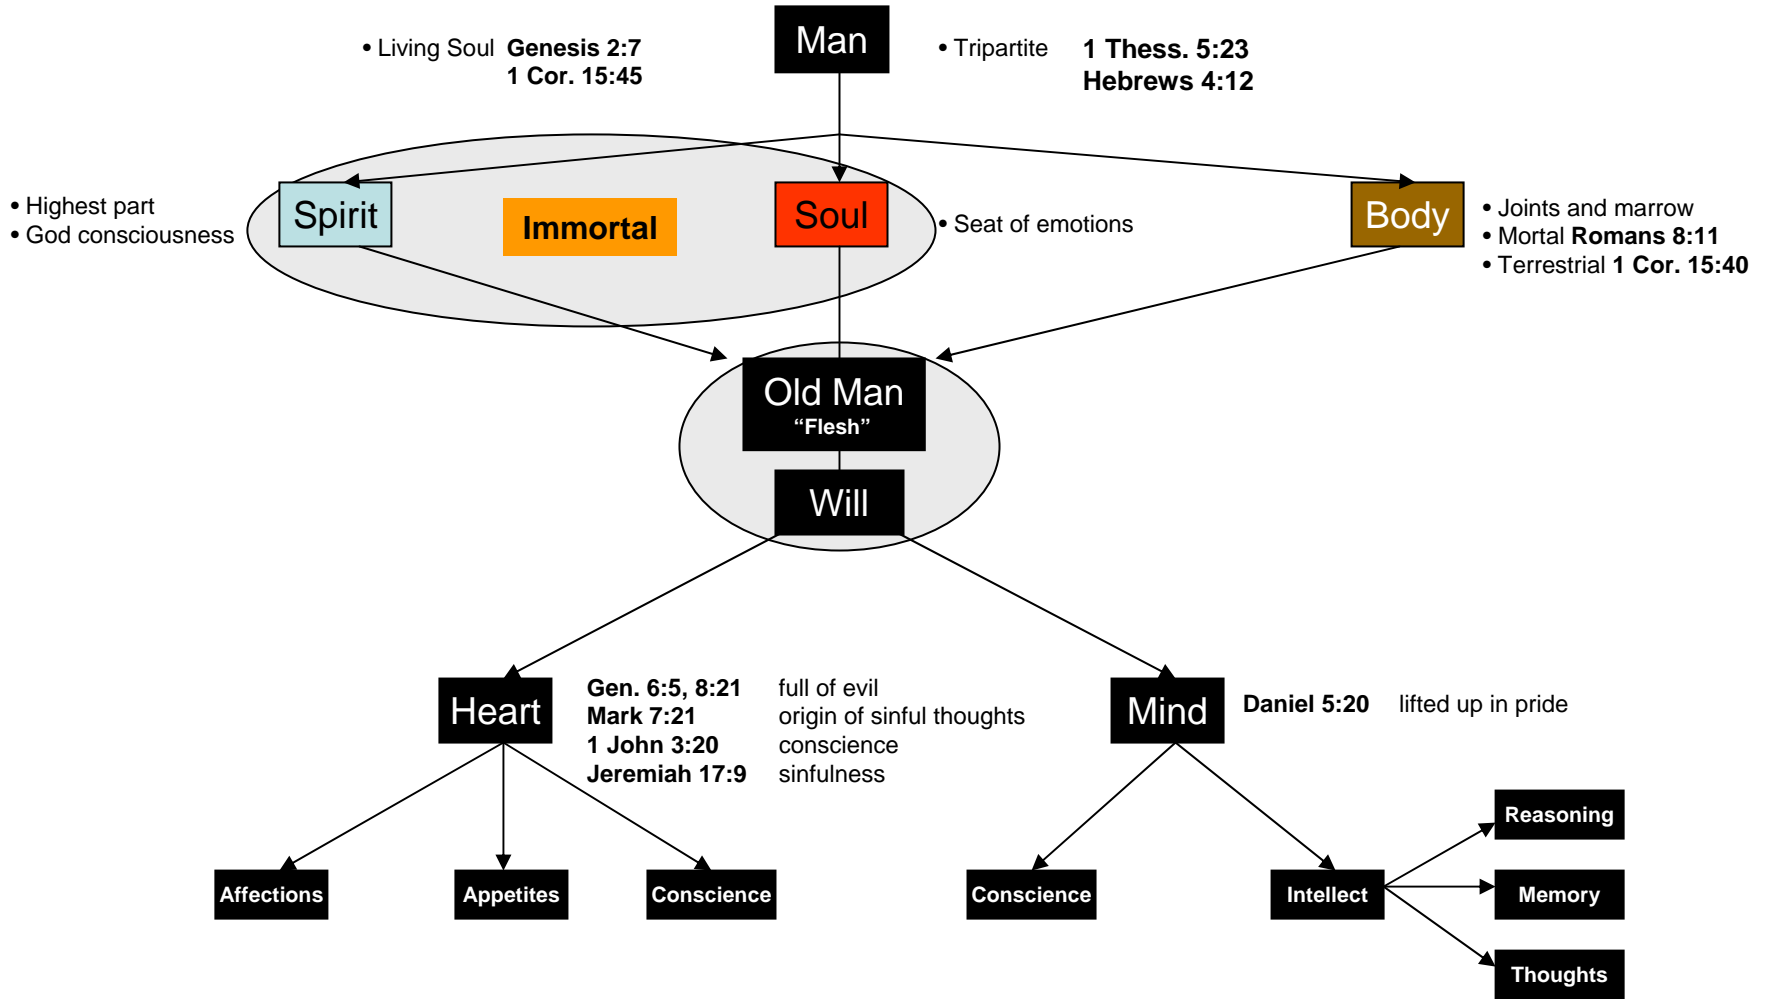 Man
• Living Soul Genesis 2:7
1 Cor. 15:45
• Tripartite 1 Thess. 5:23
Hebrews 4:12
• Highest part
• God consciousness
Spirit
Immortal
Soul
• Seat of emotions
Body
• Joints and marrow
• Mortal Romans 8:11
• Terrestrial 1 Cor. 15:40
Old Man
“Flesh”
Will
Heart
Gen. 6:5, 8:21 full of evil
Mark 7:21 origin of sinful thoughts
1 John 3:20 conscience
Jeremiah 17:9 sinfulness
Mind
Daniel 5:20 lifted up in pride
Affections
Appetites
Conscience
Conscience
Intellect
Reasoning
Memory
Thoughts